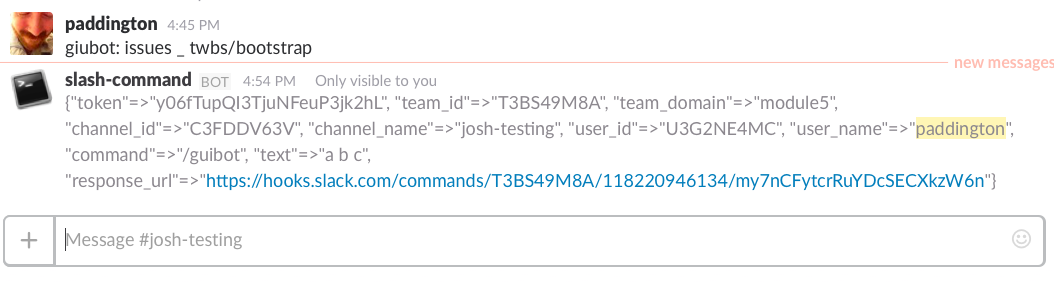 paddington 4:45 PM
giubot: issues _ twbs/bootstrap
new messages
slash-command BOT 4:54 PM Only visible to you
{"token"=>"y06fTupQI3TjuNFeuP3jk2hL", "team_id"=>"T3BS49M8A", "team_domain"=>"module5",
"channel_id"=>"C3FDDV63V", "channel_name"=>"josh-testing", "user_id"=>"U3G2NE4MC", "user_name"=>"paddington",
"command"=>"/guibot", "text"=>"a b c",
"response_url"=>"https://hooks.slack.com/commands/T3BS49M8A/118220946134/my7nCFytcrRuYDcSECXkzW6n"}
Message #josh-testing